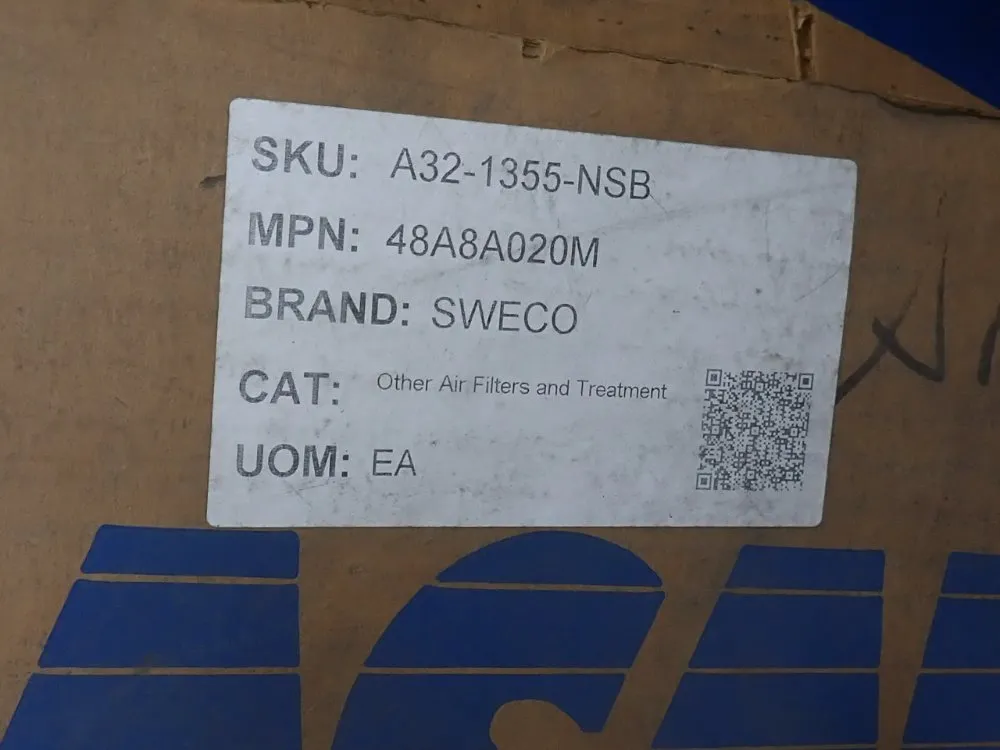 SKU: A32-1355-NSB
MPN: 48A8A020M
BRAND: SWECO
CAT: Other Air Filters and Treatment
UOM: EA